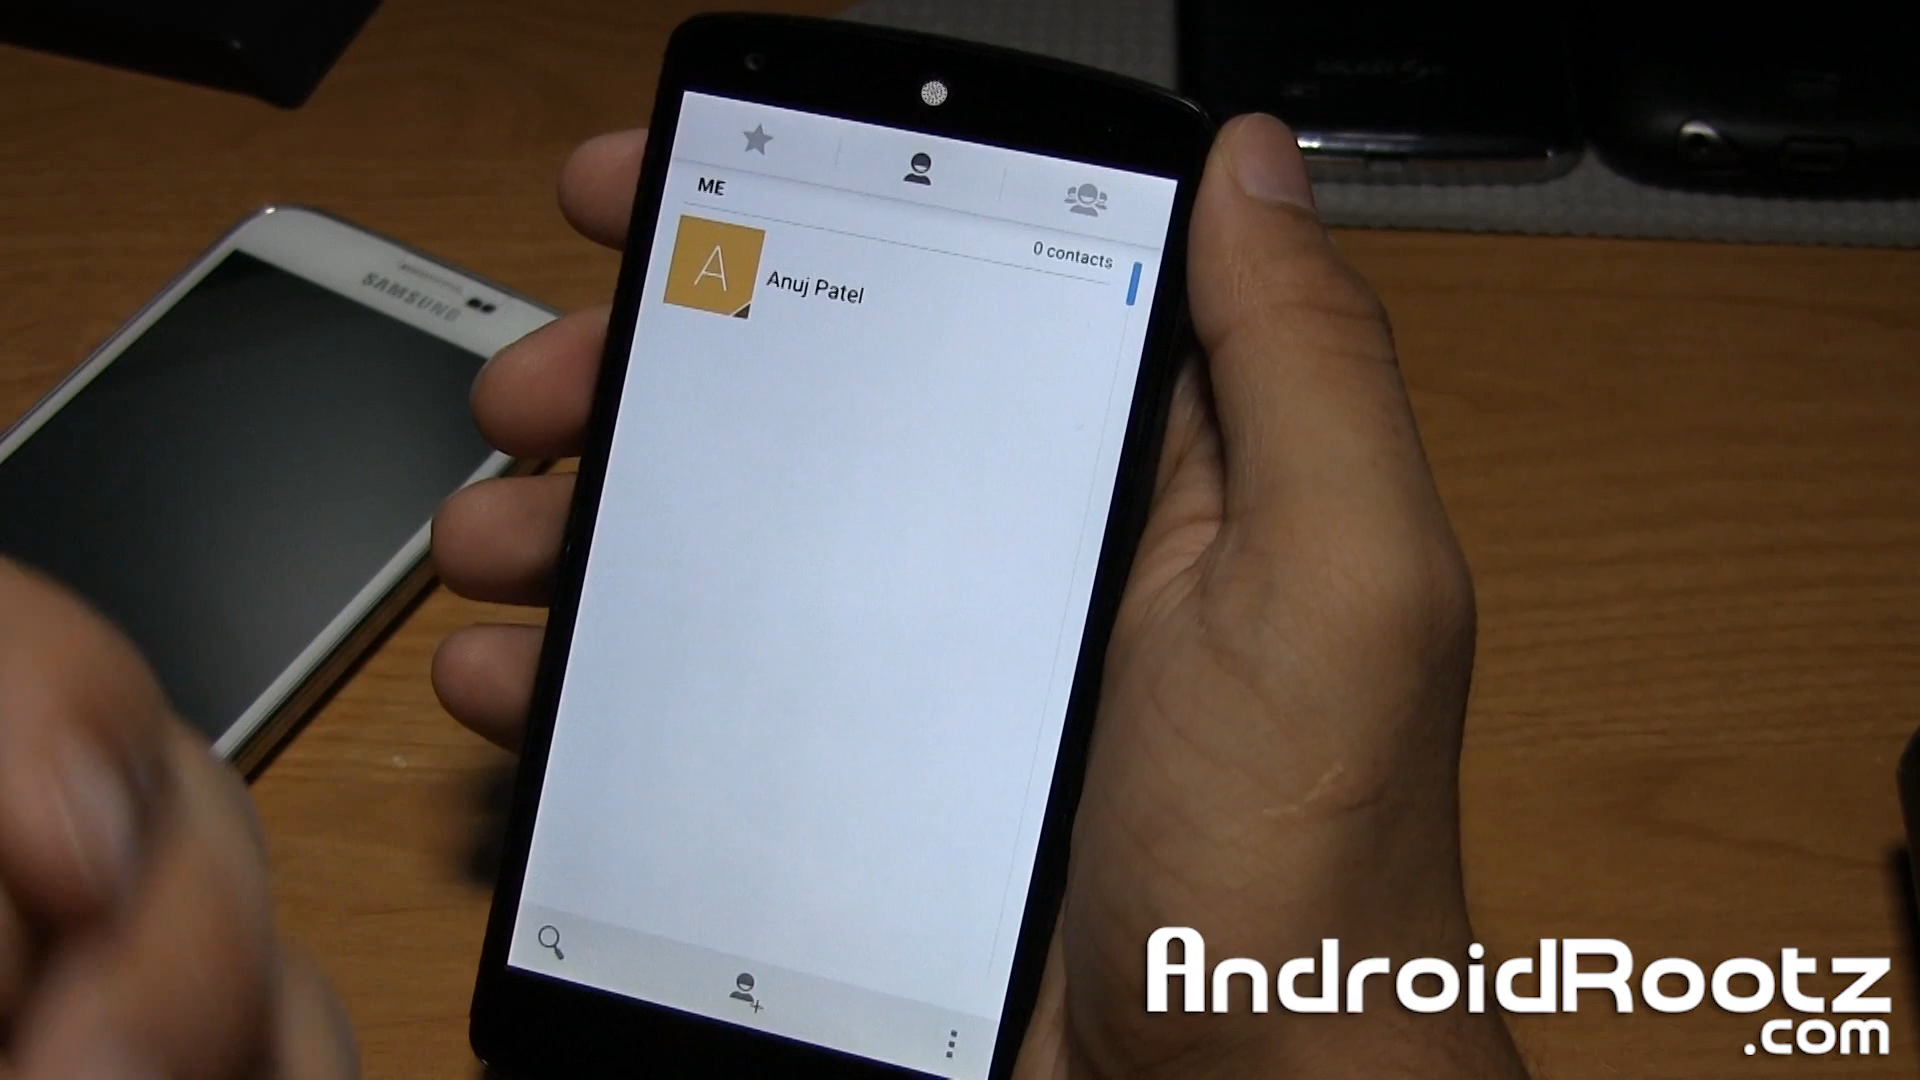 SAMSUNG
ME
0 contacts
A
Anuj Patel
AndroidRootz
.com